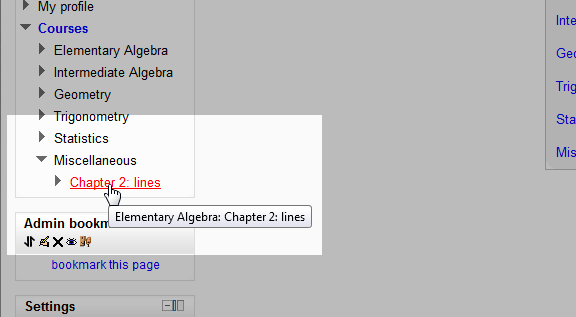 My profile
Courses
Elementary Algebra
Intermediate Algebra
Geometry
Trigonometry
Statistics
Miscellaneous
Chapter 2: lines
Elementary Algebra: Chapter 2: lines
Admin bookm
bookmark this page
Settings
Inte
Geo
Trig
Sta
Mis